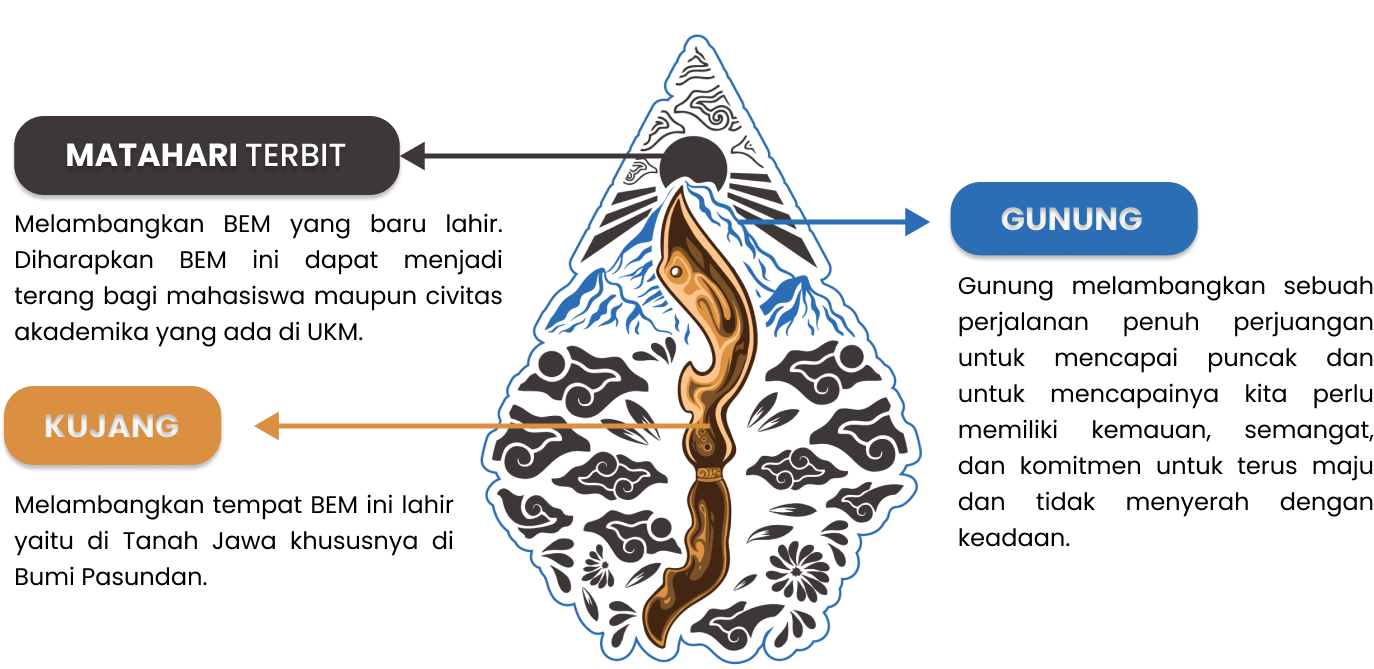 MATAHARI TERBIT
Melambangkan BEM yang baru lahir.
Diharapkan BEM ini dapat menjadi
terang bagi mahasiswa maupun civitas
akademika yang ada di UKM.
KUJANG
Melambangkan tempat BEM ini lahir
yaitu di Tanah Jawa khususnya di
Bumi Pasundan.
GUNUNG
Gunung melambangkan sebuah
perjalanan penuh perjuangan
untuk mencapai puncak dan
untuk mencapainya kita perlu
memiliki kemauan, semangat,
dan komitmen untuk terus maju
dan tidak menyerah dengan
keadaan.